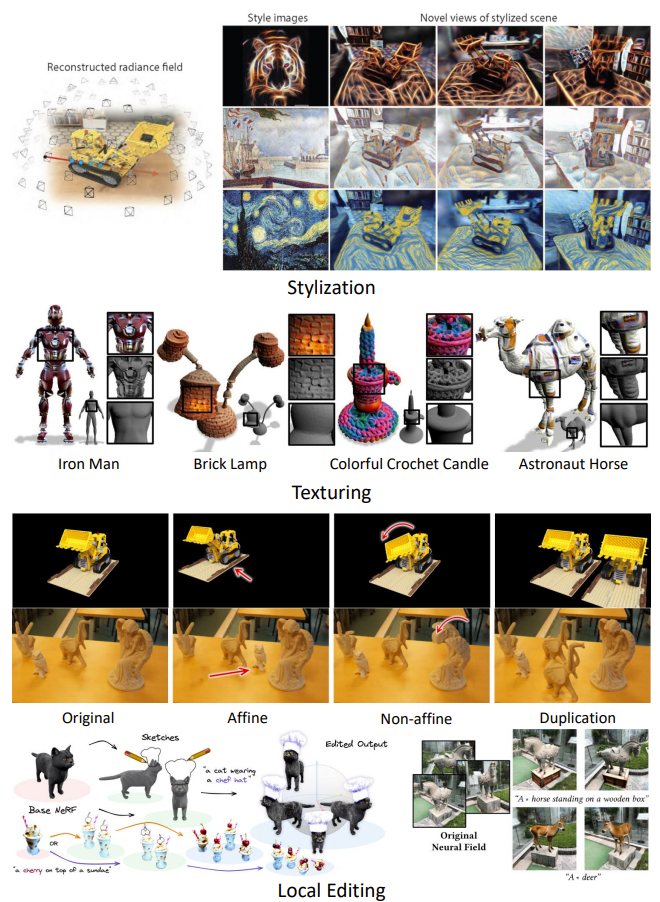 Style images
Novel views of stylized scene
Reconstructed radiance field
Stylization
Iron Man
Brick Lamp
Colorful Crochet Candle
Astronaut Horse
Texturing
Original
Affine
Non-affine
Duplication
Sketches
Edited Output
"a cat wearing
a chef hat"
Base NeRF
OR
"a cherry on top of a sundae"
Original
Neural Field
"A * horse standing on a wooden box"
"A * deer"
Local Editing